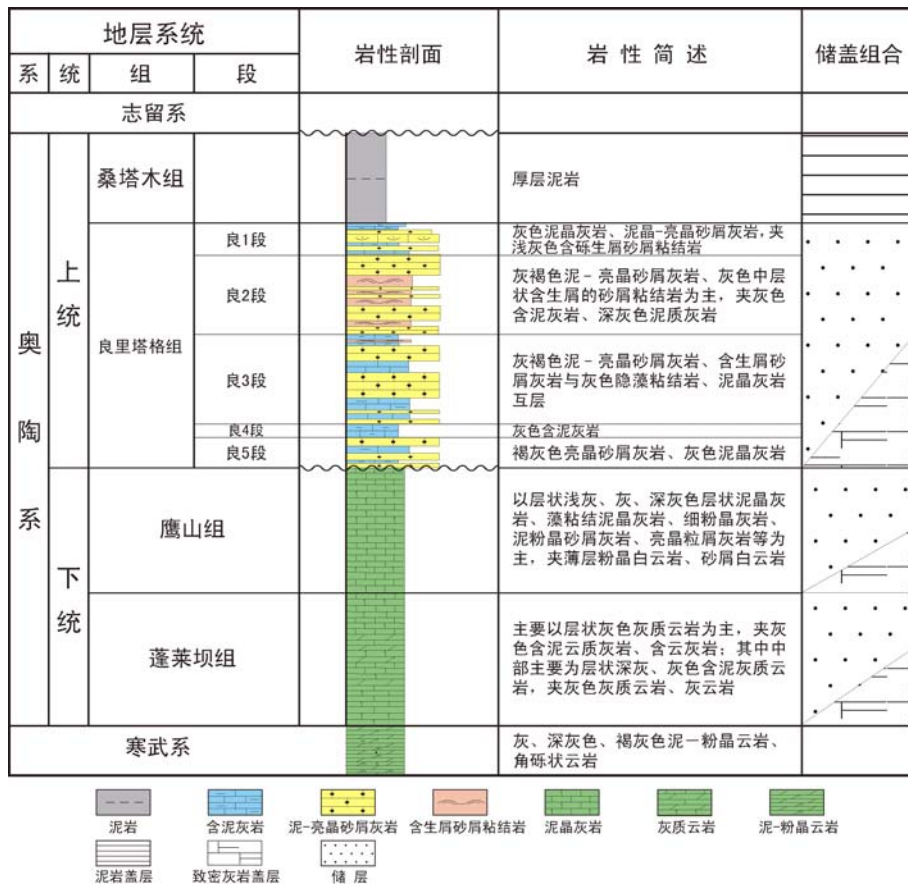 地层系统
岩性剖面
岩 性 简 述
储盖组合
系
统
组
段
志留系
奥陶系
上统
桑塔木组
厚层泥岩
良里塔格组
良1段
灰色泥晶灰岩、泥晶-亮晶砂屑灰岩,夹
浅灰色含砾生屑砂屑粘结岩
良2段
灰褐色泥-亮晶砂屑灰岩、灰色中层
状含生屑的砂屑粘结岩为主，夹灰色
含泥灰岩、深灰色泥质灰岩
良3段
灰褐色泥-亮晶砂屑灰岩、含生屑砂
屑灰岩与灰色隐藻粘结岩、泥晶灰岩
互层
良4段
灰色含泥灰岩
良5段
褐灰色亮晶砂屑灰岩、灰色泥晶灰岩
下统
鹰山组
以层状浅灰、灰、深灰色层状泥晶灰
岩、藻粘结泥晶灰岩、细粉晶灰岩、
泥粉晶砂屑灰岩、亮晶粒屑灰岩等为
主，夹薄层粉晶白云岩、砂屑白云岩
蓬莱坝组
主要以层状灰色灰质云岩为主，夹灰
色含泥云质灰岩、含云灰岩；其中中
部主要为层状深灰、灰色含泥灰质云
岩，夹灰色灰质云岩、灰云岩
寒武系
灰、深灰色、褐灰色泥－粉晶云岩、
角砾状云岩
泥岩
含泥灰岩
泥-亮晶砂屑灰岩
含生屑砂屑粘结岩
泥晶灰岩
灰质云岩
泥-粉晶云岩
泥岩盖层
致密灰岩盖层
储 层